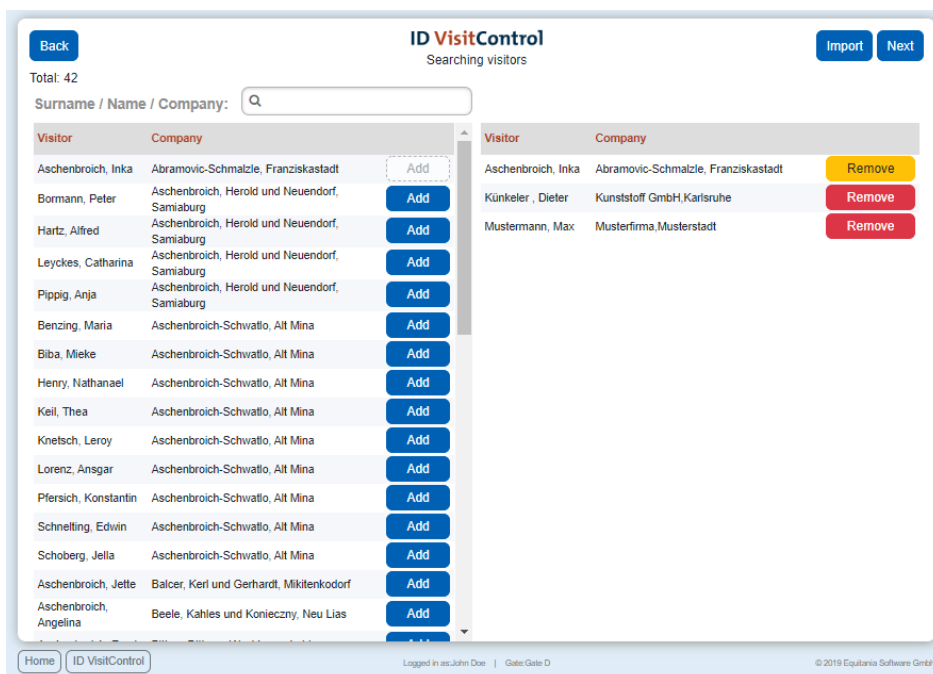 Back
ID VisitControl
Searching visitors
Import Next
Total: 42
Surname / Name / Company:
Visitor Company
Aschenbroich, Inka Abramovic-Schmalzle, Franziskastadt Add
Bormann, Peter Aschenbroich, Herold und Neuendorf, Samiaburg Add
Hartz, Alfred Aschenbroich, Herold und Neuendorf, Samiaburg Add
Leyckes, Catharina Aschenbroich, Herold und Neuendorf, Samiaburg Add
Pippig, Anja Aschenbroich, Herold und Neuendorf, Samiaburg Add
Benzing, Maria Aschenbroich-Schwatlo, Alt Mina Add
Biba, Mieke Aschenbroich-Schwatlo, Alt Mina Add
Henry, Nathanael Aschenbroich-Schwatlo, Alt Mina Add
Keil, Thea Aschenbroich-Schwatlo, Alt Mina Add
Knetsch, Leroy Aschenbroich-Schwatlo, Alt Mina Add
Lorenz, Ansgar Aschenbroich-Schwatlo, Alt Mina Add
Pfersich, Konstantin Aschenbroich-Schwatlo, Alt Mina Add
Schnelting, Edwin Aschenbroich-Schwatlo, Alt Mina Add
Schoberg, Jella Aschenbroich-Schwatlo, Alt Mina Add
Aschenbroich, Jette Balcer, Kerl und Gerhardt, Mikitenkodorf Add
Aschenbroich, Angelina Beele, Kahles und Konieczny, Neu Lias Add
Visitor Company
Aschenbroich, Inka Abramovic-Schmalzle, Franziskastadt Remove
Künkeler , Dieter Kunststoff GmbH,Karlsruhe Remove
Mustermann, Max Musterfirma,Musterstadt Remove
Home ID VisitControl
Logged in as:John Doe | Gate:Gate D
© 2019 Equitania Software GmbH